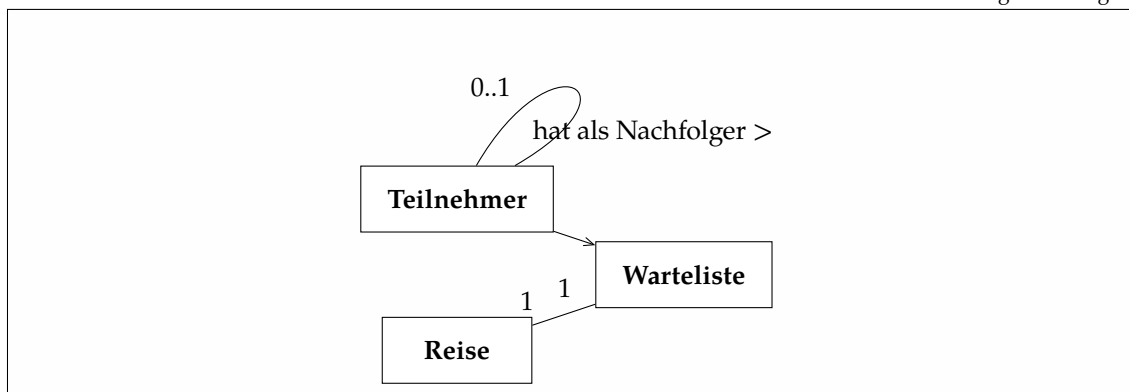 0..1
hat als Nachfolger >
Teilnehmer
Warteliste
1
1
Reise